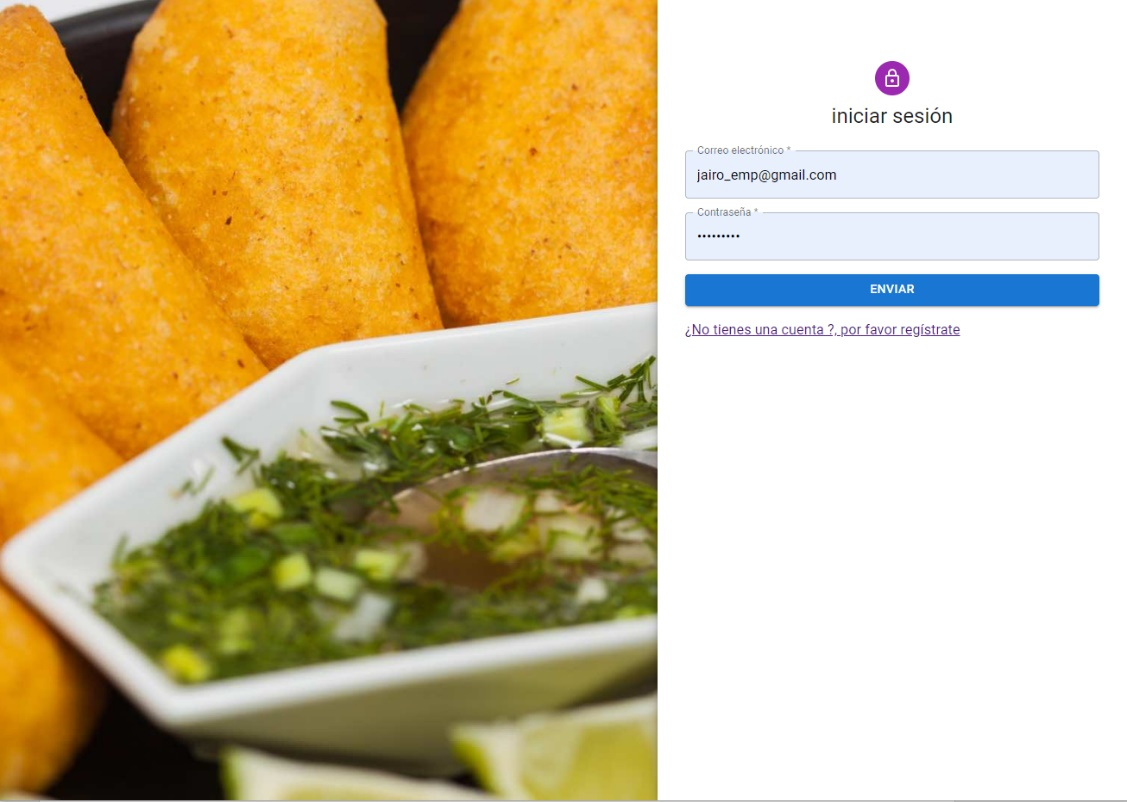 iniciar sesión
Correo electrónico *
jairo_emp@gmail.com
Contraseña *
•••••••••
ENVIAR
¿No tienes una cuenta ?, por favor regístrate